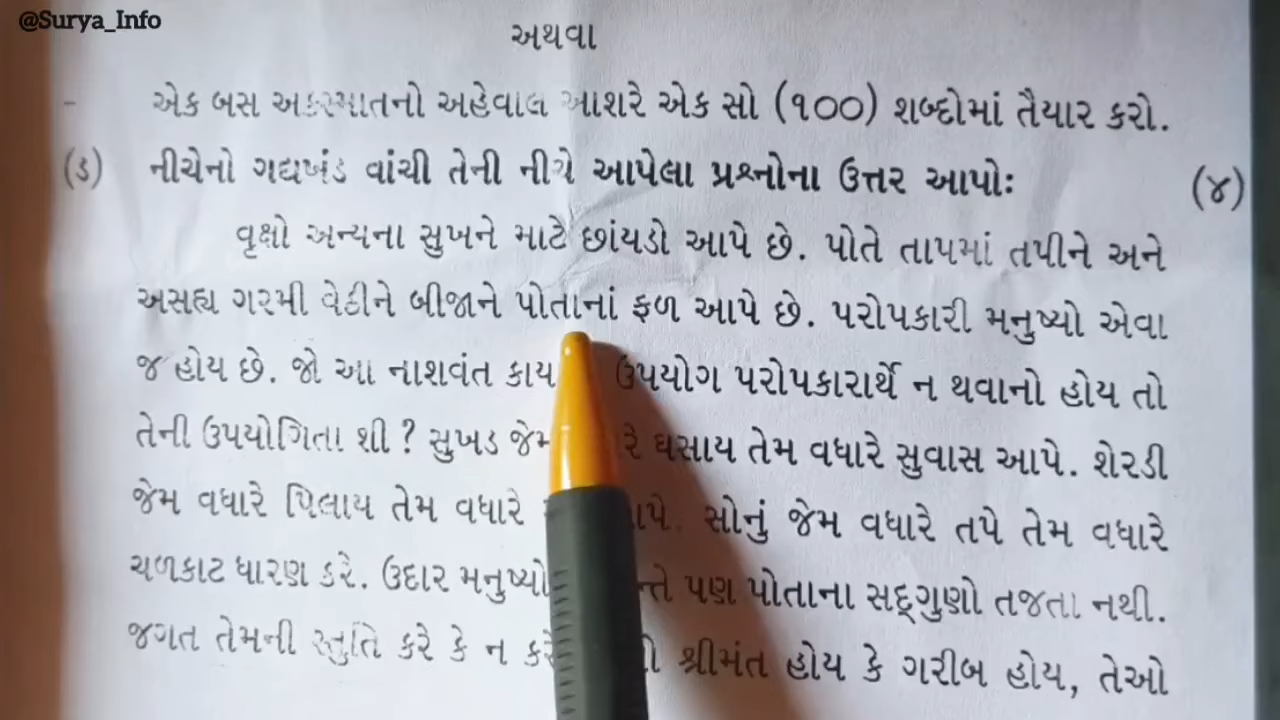 @Surya_Info
અથવા
એક બસ અકસ્માતનો અહેવાલ આશરે એક સો (૧૦૦) શબ્દોમાં તૈયાર કરો.
(ડ) નીચેનો ગદ્યખંડ વાંચી તેની નીચે આપેલા પ્રશ્નોના ઉત્તર આપોઃ (૪)
વૃક્ષો અન્યના સુખને માટે છાંયડો આપે છે. પોતે તાપમાં તપીને અને
અસહ્ય ગરમી વેઠીને બીજાને પોતાનાં ફળ આપે છે. પરોપકારી મનુષ્યો એવા
જ હોય છે. જો આ નાશવંત ઉપયોગ પરોપકારાર્થે ન થવાનો હોય તો
તેની ઉપયોગિતા શી ? સુખડ ઘસાય તેમ વધારે સુવાસ આપે. શેરડી
જેમ વધારે પિલાય તેમ વધારે સોનું જેમ વધારે તપે તેમ વધારે
ચળકાટ ધારણ કરે. ઉદાર મનુષ્યો પણ પોતાના સદ્ગુણો તજતા નથી.
જગત તેમની સ્તુતિ કરે કે ન શ્રીમંત હોય કે ગરીબ હોય, તેઓ